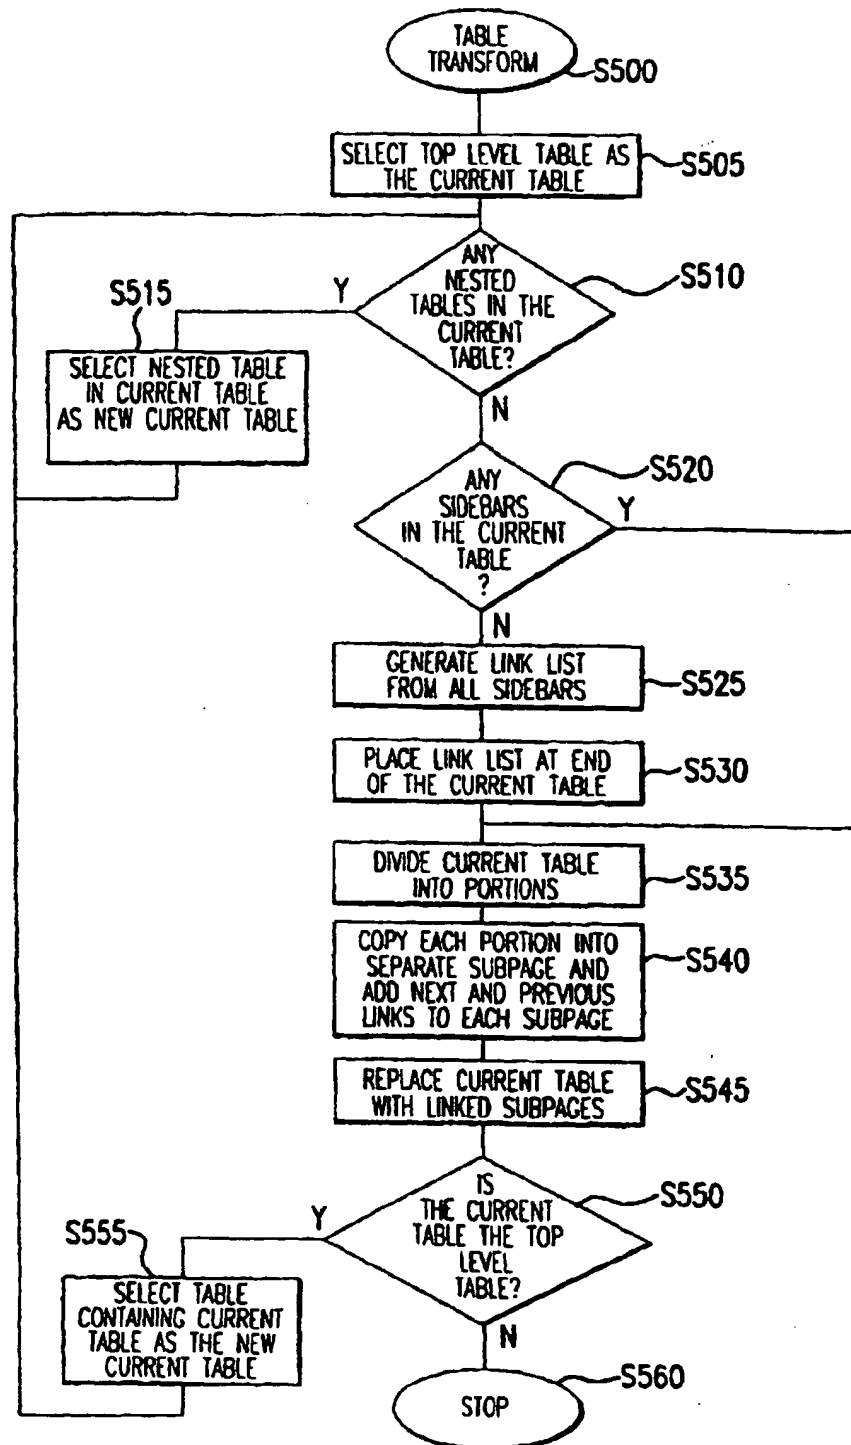 TABLE
TRANSFORM
S500
SELECT TOP LEVEL TABLE AS
THE CURRENT TABLE
S505
ANY
NESTED
TABLES IN THE
CURRENT
TABLE?
S510
Y
N
S515
SELECT NESTED TABLE
IN CURRENT TABLE
AS NEW CURRENT TABLE
ANY
SIDEBARS
IN THE CURRENT
TABLE
?
S520
Y
N
GENERATE LINK LIST
FROM ALL SIDEBARS
S525
PLACE LINK LIST AT END
OF THE CURRENT TABLE
S530
DIVIDE CURRENT TABLE
INTO PORTIONS
S535
COPY EACH PORTION INTO
SEPARATE SUBPAGE AND
ADD NEXT AND PREVIOUS
LINKS TO EACH SUBPAGE
S540
REPLACE CURRENT TABLE
WITH LINKED SUBPAGES
S545
IS
THE CURRENT
TABLE THE TOP
LEVEL
TABLE?
S550
Y
N
S555
SELECT TABLE
CONTAINING CURRENT
TABLE AS THE NEW
CURRENT TABLE
STOP
S560